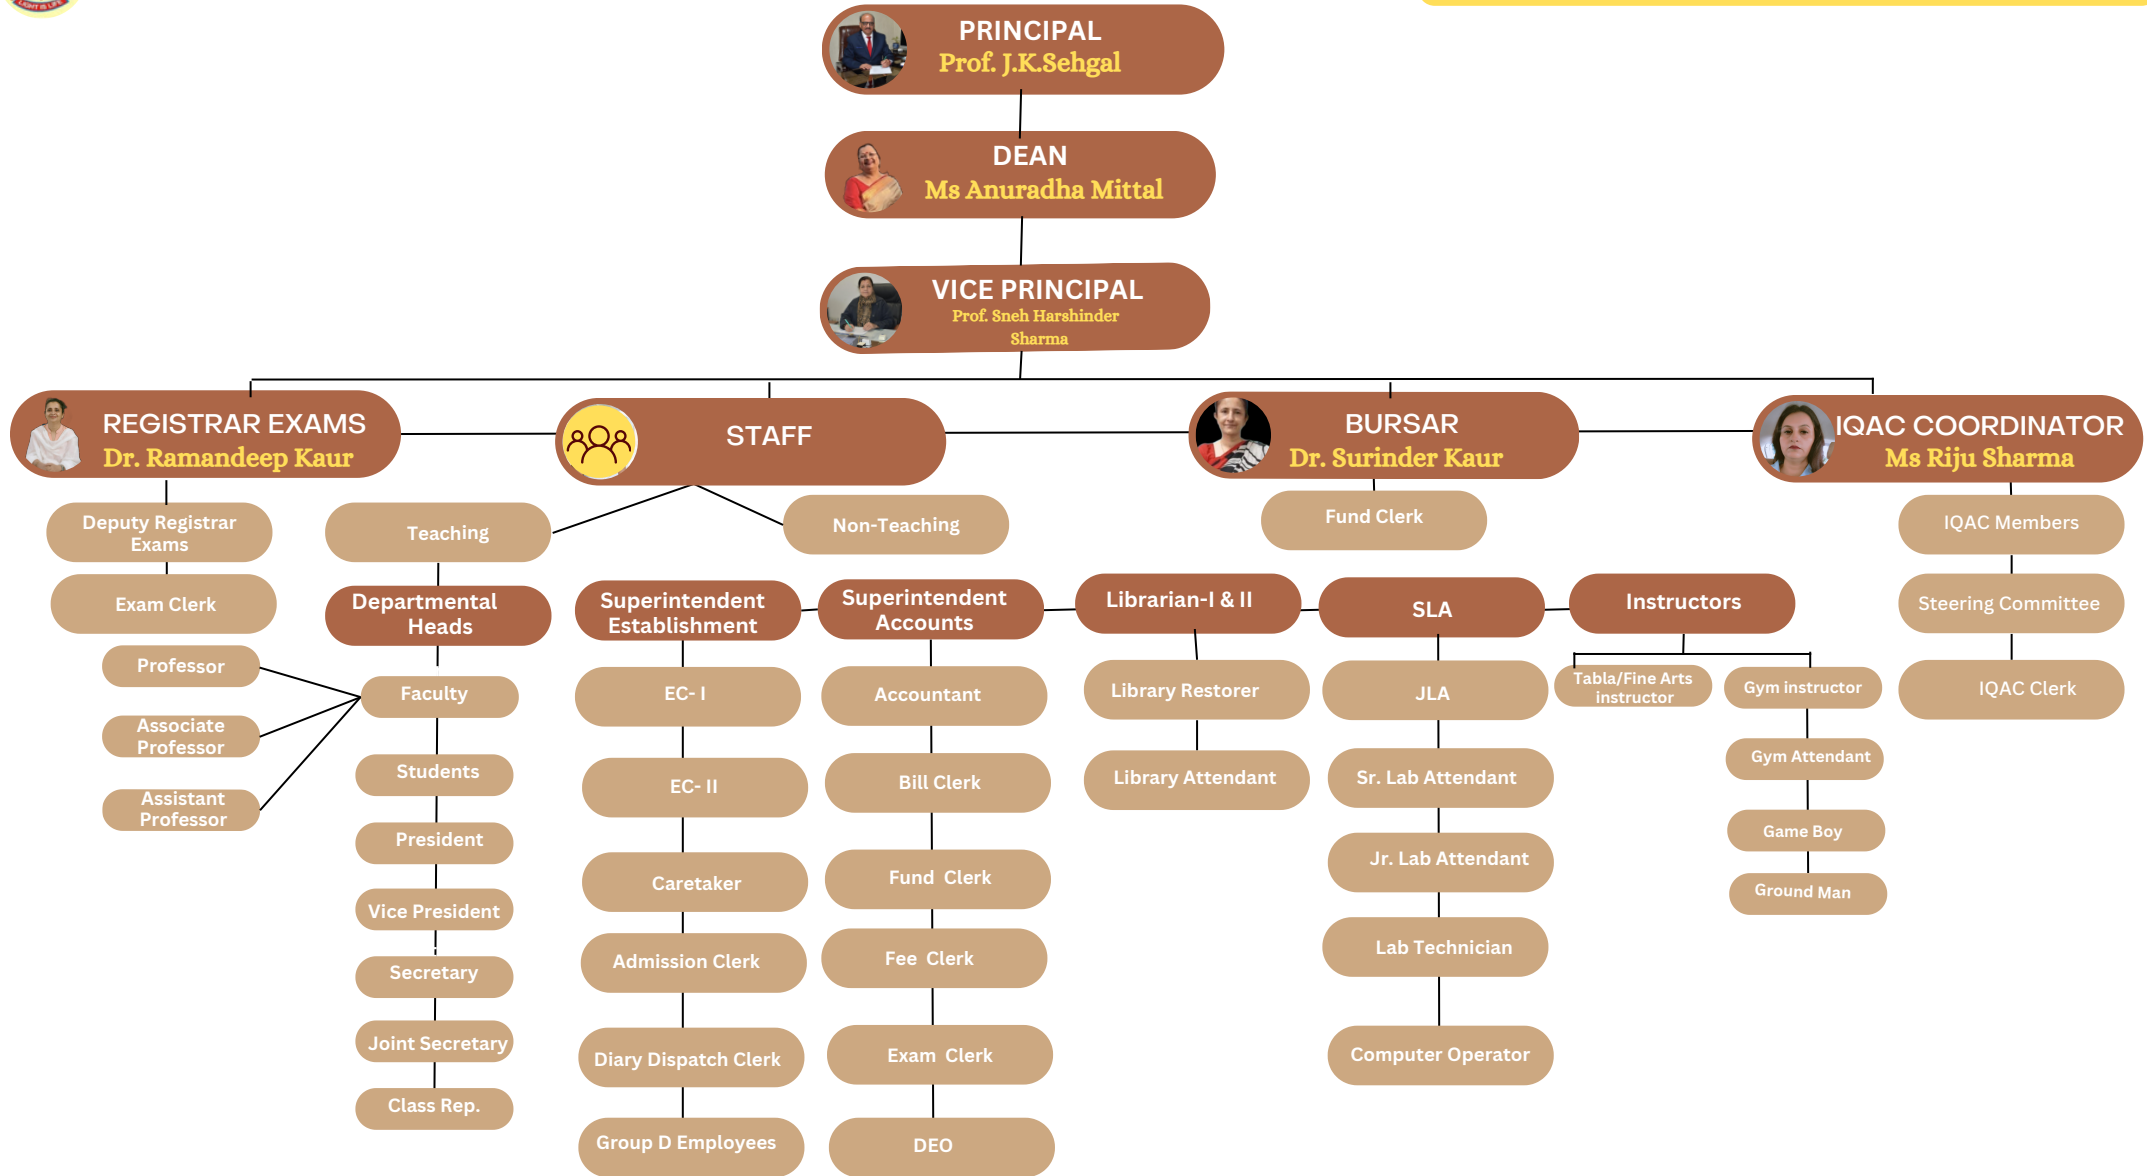 LIGHT IS LIFE
PRINCIPAL
Prof. J.K.Sehgal
DEAN
Ms Anuradha Mittal
VICE PRINCIPAL
Prof. Sneh Harshinder
Sharma
REGISTRAR EXAMS
Dr. Ramandeep Kaur
STAFF
BURSAR
Dr. Surinder Kaur
IQAC COORDINATOR
Ms Riju Sharma
Deputy Registrar
Exams
Exam Clerk
Teaching
Non-Teaching
Fund Clerk
IQAC Members
Steering Committee
IQAC Clerk
Departmental
Heads
Professor
Associate
Professor
Assistant
Professor
Faculty
Students
President
Vice President
Secretary
Joint Secretary
Class Rep.
Superintendent
Establishment
EC- I
EC- II
Caretaker
Admission Clerk
Diary Dispatch Clerk
Group D Employees
Superintendent
Accounts
Accountant
Bill Clerk
Fund Clerk
Fee Clerk
Exam Clerk
DEO
Librarian-I & II
Library Restorer
Library Attendant
SLA
JLA
Sr. Lab Attendant
Jr. Lab Attendant
Lab Technician
Computer Operator
Instructors
Tabla/Fine Arts
instructor
Gym instructor
Gym Attendant
Game Boy
Ground Man